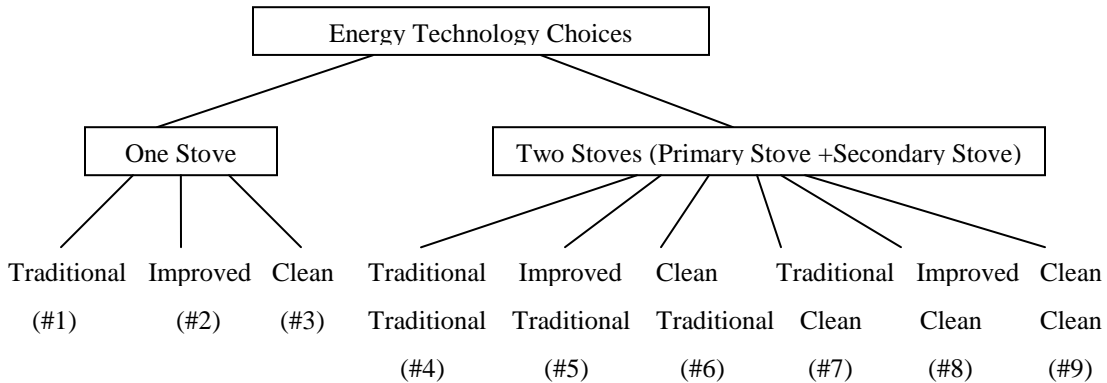 Energy Technology Choices
One Stove
Two Stoves (Primary Stove +Secondary Stove)
Traditional Improved Clean Traditional Improved Clean Traditional Improved Clean
(#1) (#2) (#3) Traditional Traditional Traditional Clean Clean Clean
(#4) (#5) (#6) (#7) (#8) (#9)